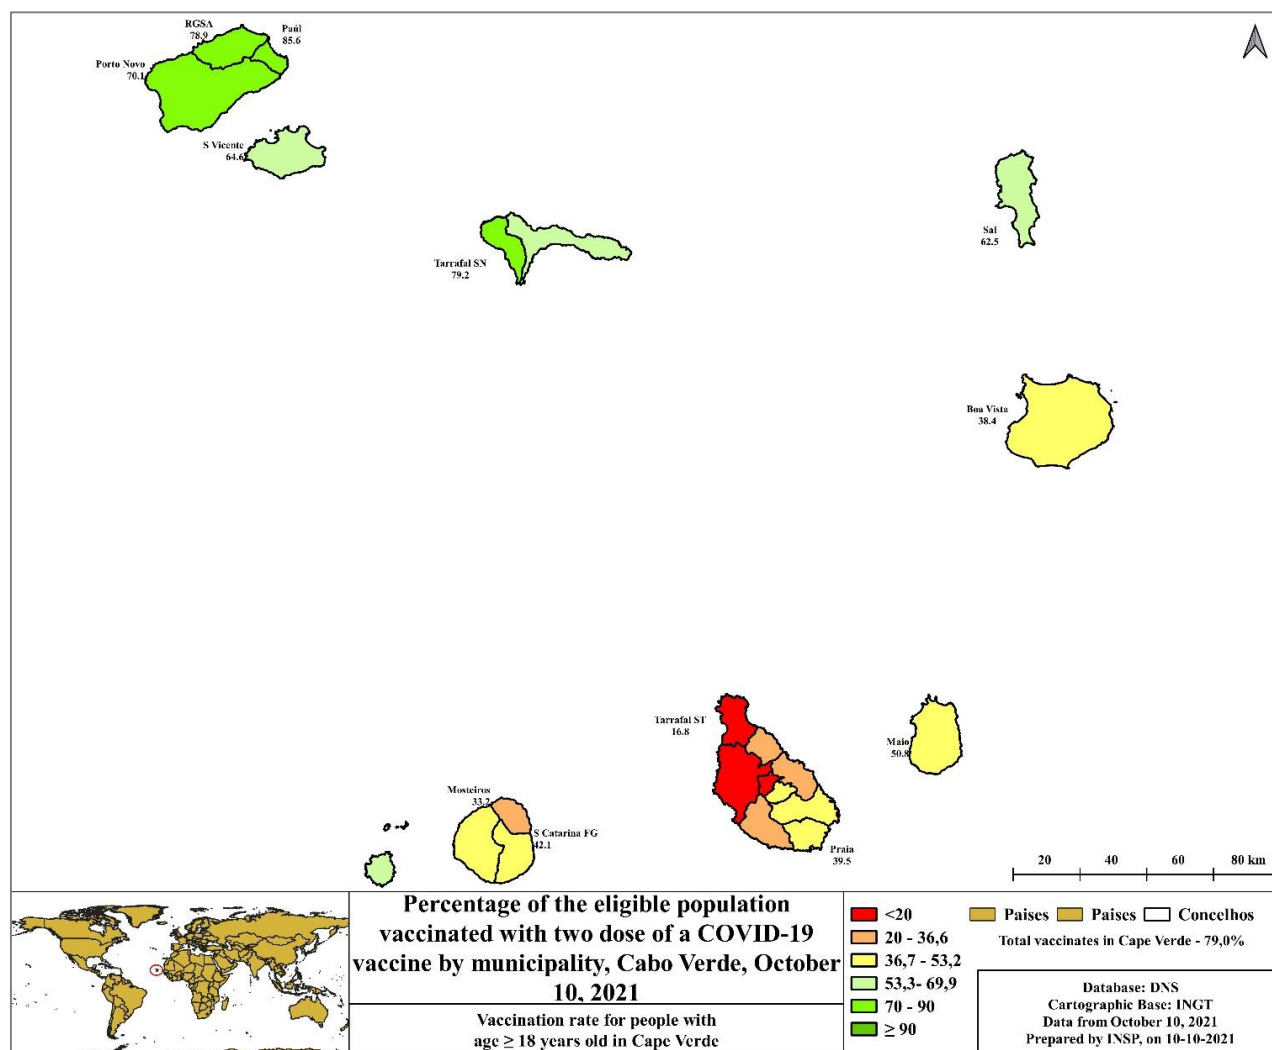 RGSA
78.9
Paúl
85.6
Porto Novo
70.1
S Vicente
64.6
Tarrafal SN
79.2
Sal
62.5
Boa Vista
38.4
Tarrafal ST
16.8
Maio
50.8
Mosteiros
33.2
S Catarina FG
42.1
Praia
39.5
20 40 60 80 km
Percentage of the eligible population
vaccinated with two dose of a COVID-19
vaccine by municipality, Cabo Verde, October
10, 2021
Vaccination rate for people with
age ≥ 18 years old in Cape Verde
<20
20 - 36,6
36,7 - 53,2
53,3- 69,9
70 - 90
≥ 90
Paises Paises Concelhos
Total vaccinates in Cape Verde - 79,0%
Database: DNS
Cartographic Base: INGT
Data from October 10, 2021
Prepared by INSP, on 10-10-2021